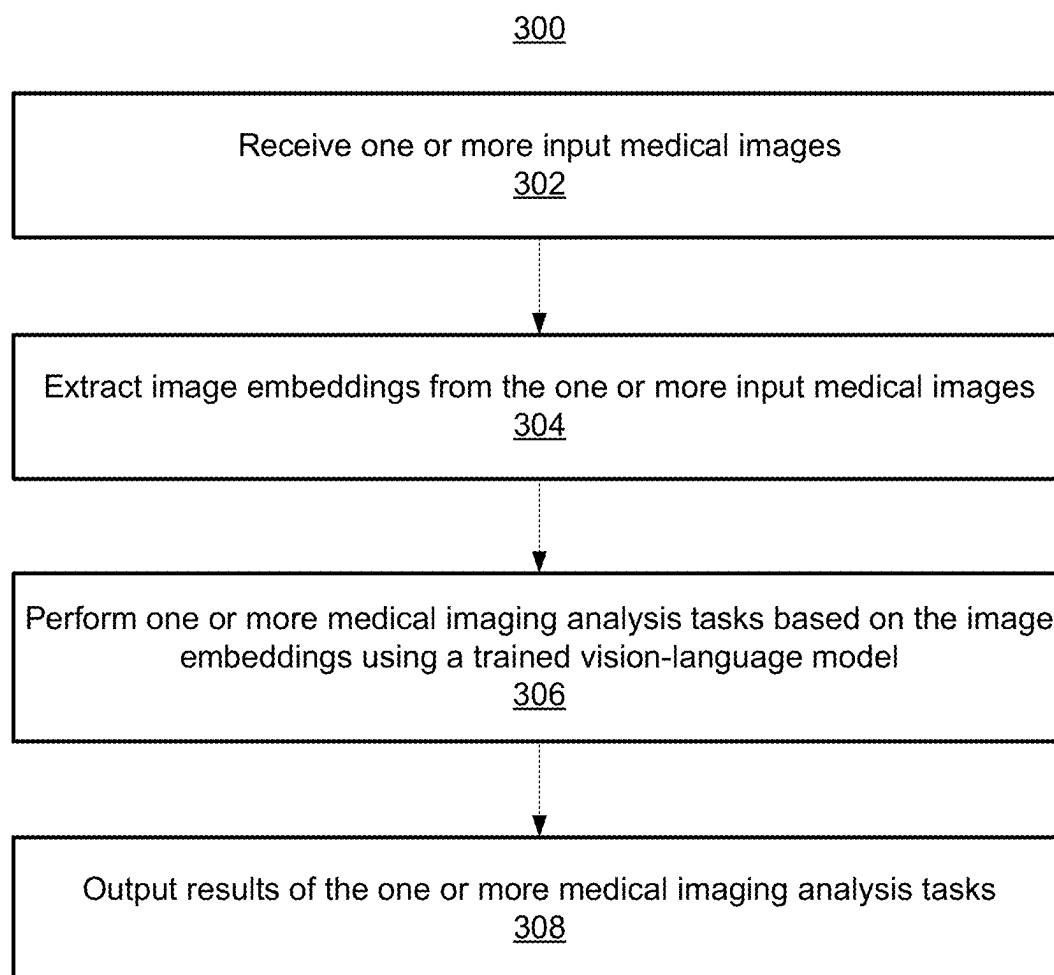 300
Receive one or more input medical images
302
Extract image embeddings from the one or more input medical images
304
Perform one or more medical imaging analysis tasks based on the image
embeddings using a trained vision-language model
306
Output results of the one or more medical imaging analysis tasks
308